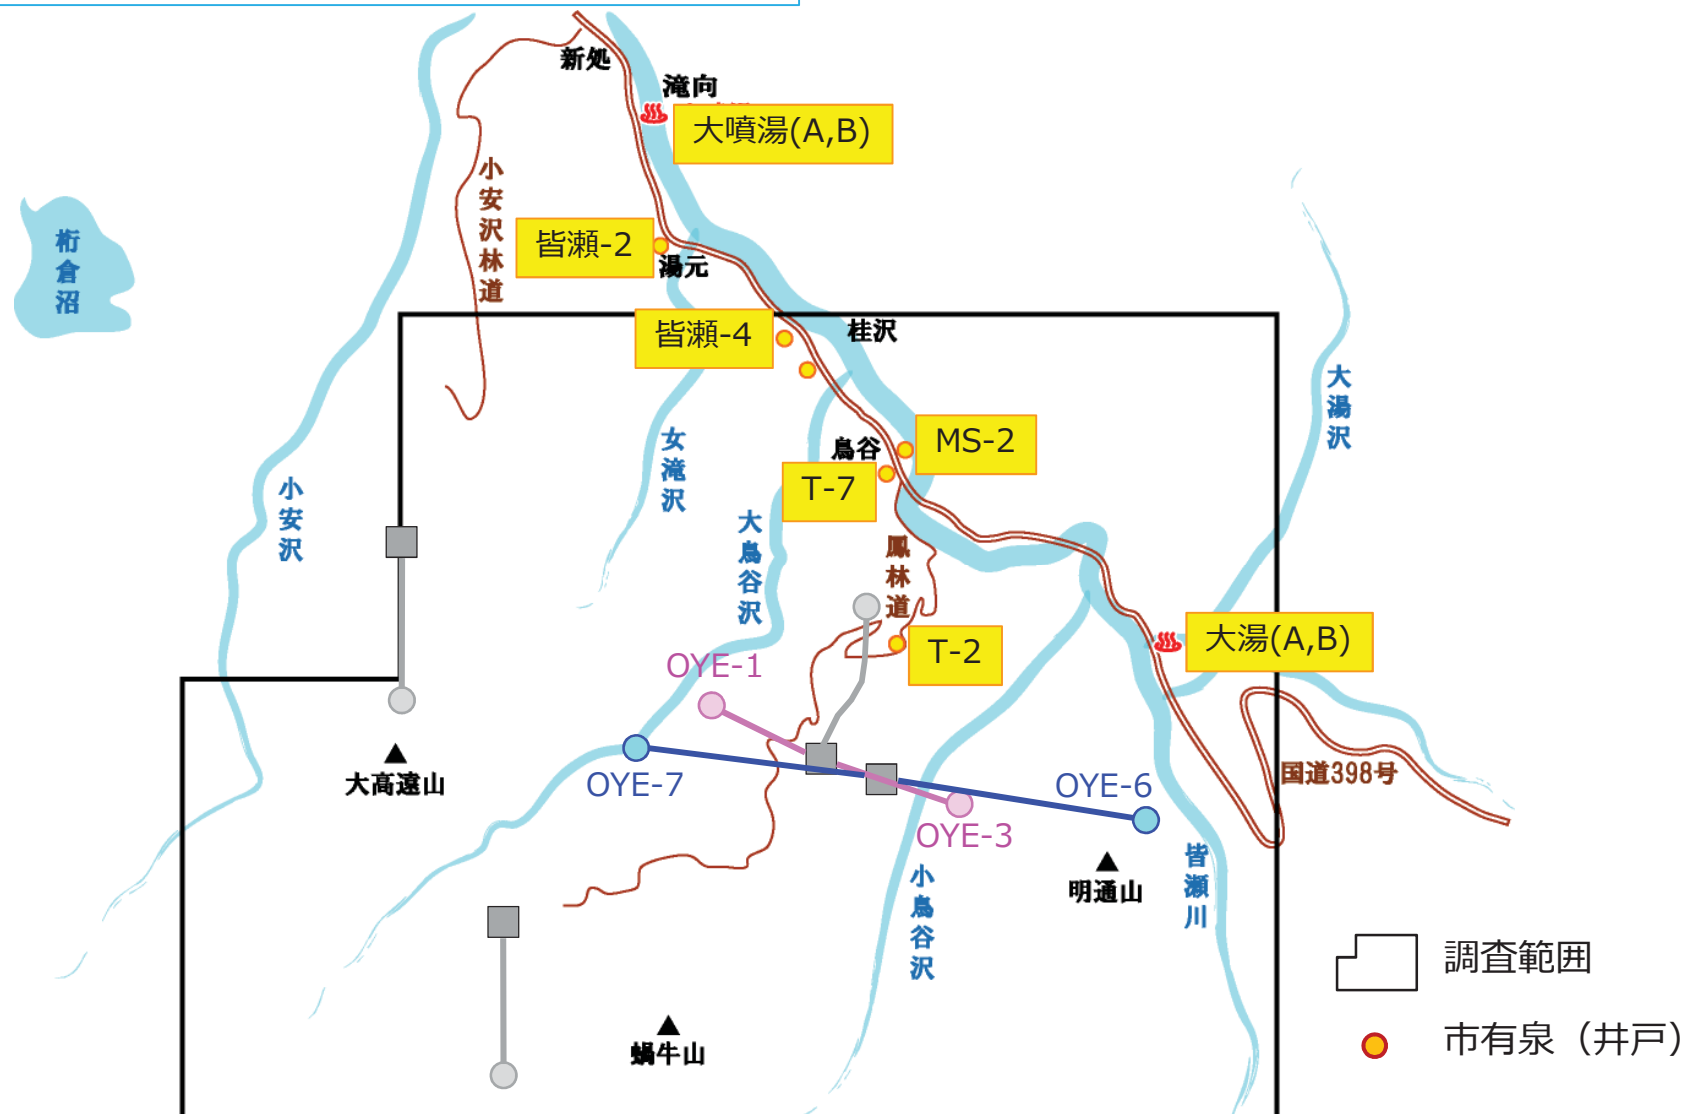 新処
滝向
大噴湯(A,B)
小安沢林道
皆瀬-2
湯元
桁倉沼
皆瀬-4
桂沢
大湯沢
女滝沢
鳥谷
MS-2
T-7
小安沢
大鳥谷沢
鳳林道
大湯(A,B)
T-2
OYE-1
大高遠山
OYE-7
OYE-6
国道398号
OYE-3
小鳥谷沢
明通山
皆瀬川
蝸牛山
調査範囲
市有泉（井戸）